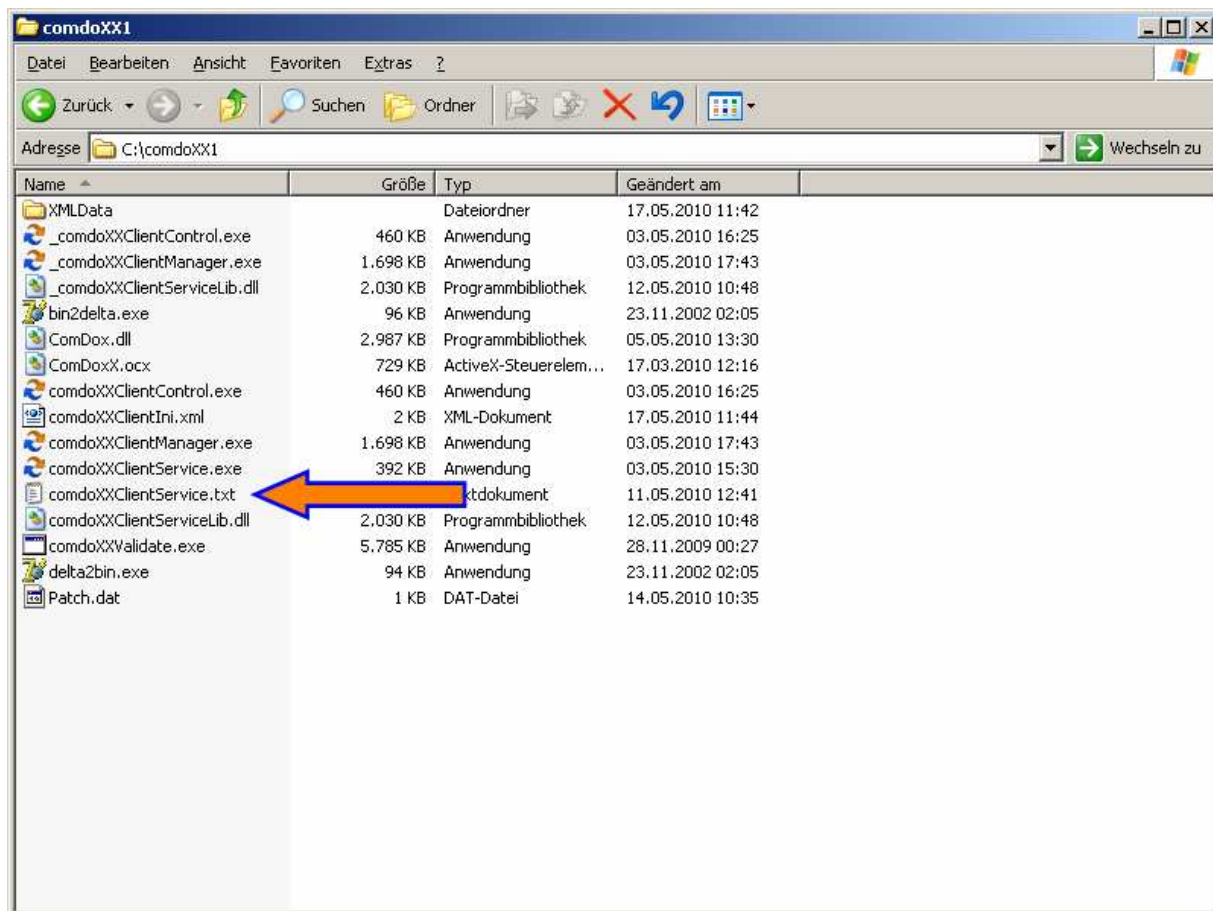 comdoXX1
Datei Bearbeiten Ansicht Favoriten Extras ?
Zurück Suchen Ordner
Adresse C:\comdoXX1 Wechseln zu
Name Größe Typ Geändert am
XMLData Dateiordner 17.05.2010 11:42
_comdoXXClientControl.exe 460 KB Anwendung 03.05.2010 16:25
_comdoXXClientManager.exe 1.698 KB Anwendung 03.05.2010 17:43
_comdoXXClientServiceLib.dll 2.030 KB Programmbibliothek 12.05.2010 10:48
bin2delta.exe 96 KB Anwendung 23.11.2002 02:05
ComDox.dll 2.987 KB Programmbibliothek 05.05.2010 13:30
ComDoxX.ocx 729 KB ActiveX-Steuerelem... 17.03.2010 12:16
comdoXXClientControl.exe 460 KB Anwendung 03.05.2010 16:25
comdoXXClientIni.xml 2 KB XML-Dokument 17.05.2010 11:44
comdoXXClientManager.exe 1.698 KB Anwendung 03.05.2010 17:43
comdoXXClientService.exe 392 KB Anwendung 03.05.2010 15:30
comdoXXClientService.txt ktdokument 11.05.2010 12:41
comdoXXClientServiceLib.dll 2.030 KB Programmbibliothek 12.05.2010 10:48
comdoXXValidate.exe 5.785 KB Anwendung 28.11.2009 00:27
delta2bin.exe 94 KB Anwendung 23.11.2002 02:05
Patch.dat 1 KB DAT-Datei 14.05.2010 10:35